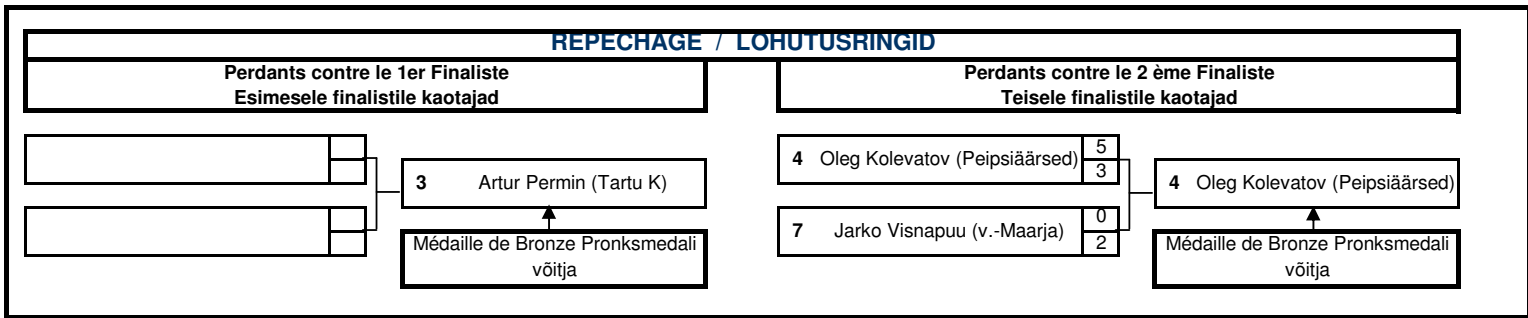 REPECHAGE / LOHUTUSRINGID
Perdants contre le 1er Finaliste
Esimesele finalistile kaotajad
Perdants contre le 2 ème Finaliste
Teisele finalistile kaotajad
3 Artur Permin (Tartu K)
Médaille de Bronze Pronksmedali
võitja
4 Oleg Kolevatov (Peipsiäärsed) 5
3
7 Jarko Visnapuu (v.-Maarja) 0
2
4 Oleg Kolevatov (Peipsiäärsed)
Médaille de Bronze Pronksmedali
võitja